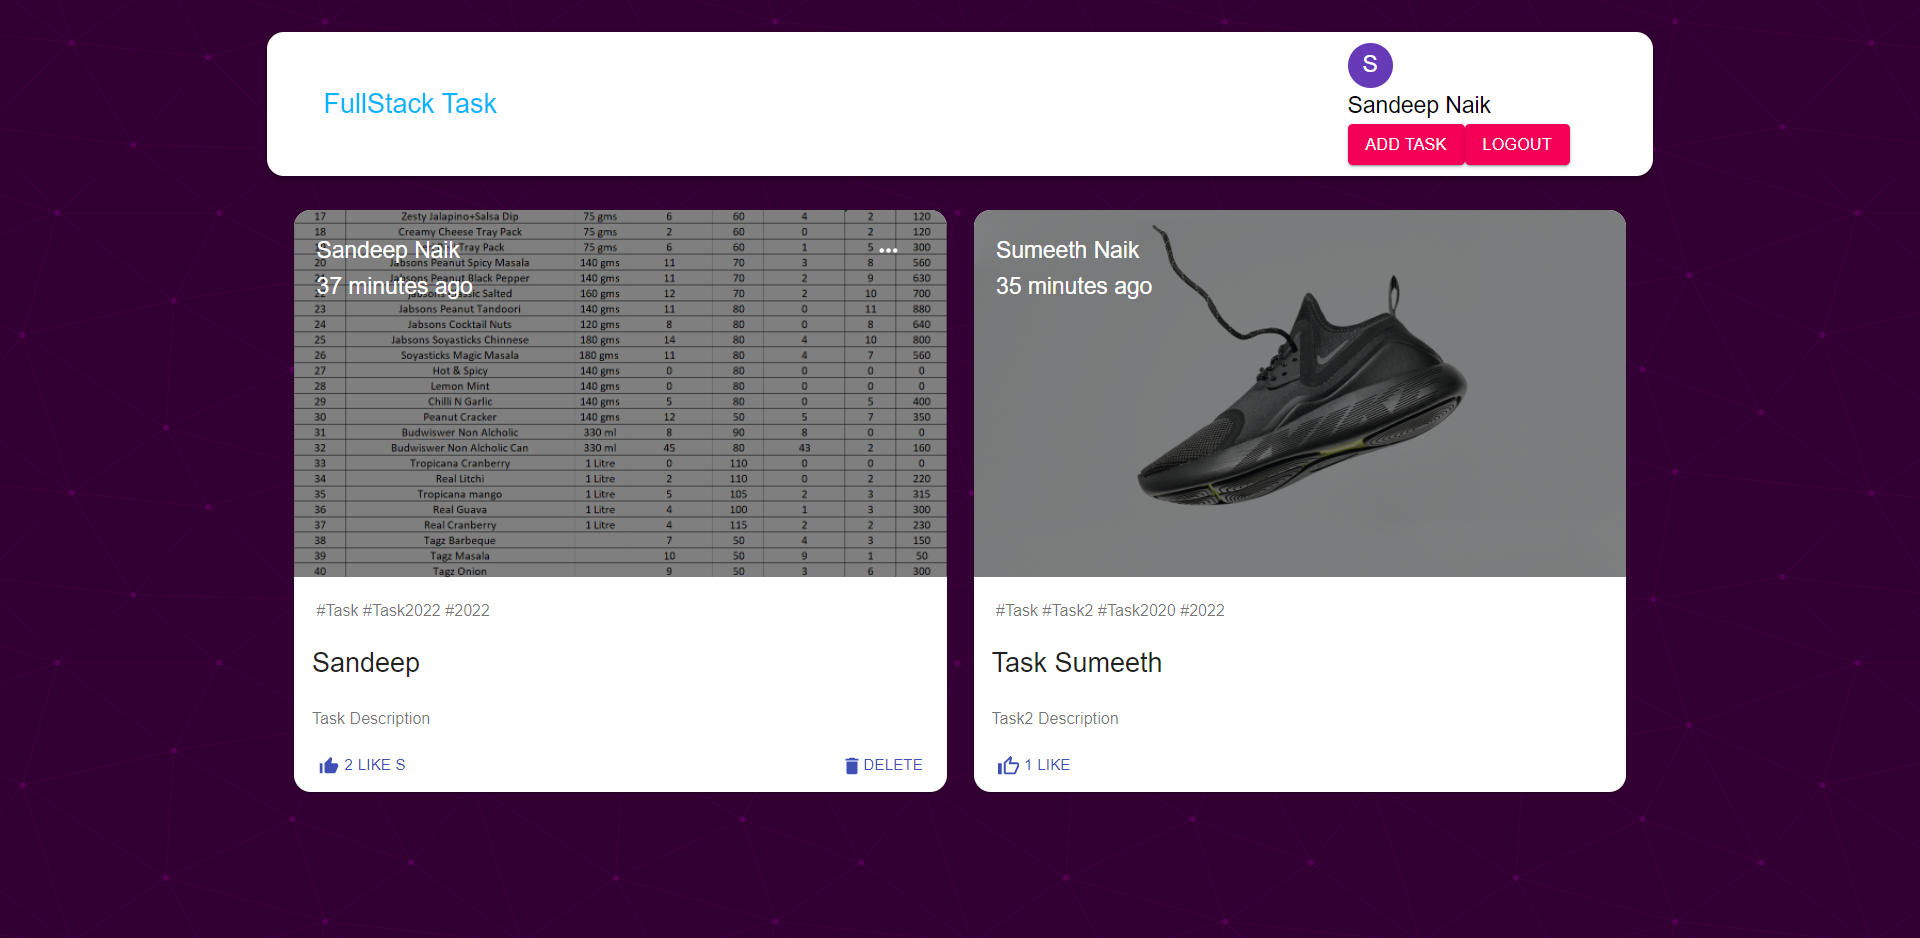 S
FullStack Task
Sandeep Naik
ADD TASK LOGOUT
17 Zesty Jalapino+Salsa Dip 75 gms 6 60 4 2 120
18 Creamy Cheese Tray Pack 75 gms 2 60 0 2 120
Tray Pack 75 gms 6 60 1 5 300
Sandeep Naik •••
20 Jabsons Peanut Spicy Masala 140 gms 11 70 3 8 560
Jabsons Peanut Black Pepper 140 gms 11 70 2 9 630
37 minutes ago
Salted 160 gms 12 70 2 10 700
23 Jabsons Peanut Tandoori 140 gms 11 80 0 11 880
24 Jabsons Cocktail Nuts 120 gms 8 80 0 8 640
25 Jabsons Soyasticks Chinnese 180 gms 14 80 4 10 800
26 Soyasticks Magic Masala 180 gms 11 80 4 7 560
27 Hot & Spicy 140 gms 0 80 0 0 0
28 Lemon Mint 140 gms 0 80 0 0 0
29 Chilli N Garlic 140 gms 5 80 0 5 400
30 Peanut Cracker 140 gms 12 50 5 7 350
31 Budwiswer Non Alcholic 330 ml 8 90 8 0 0
32 Budwiswer Non Alcholic Can 330 ml 45 80 43 2 160
33 Tropicana Cranberry 1 Litre 0 110 0 0 0
34 Real Litchi 1 Litre 2 110 0 2 220
35 Tropicana mango 1 Litre 5 105 2 3 315
36 Real Guava 1 Litre 4 100 1 3 300
37 Real Cranberry 1 Litre 4 115 2 2 230
38 Tagz Barbeque 7 50 4 3 150
39 Tagz Masala 10 50 9 1 50
40 Tagz Onion 9 50 3 6 300
#Task #Task2022 #2022
Sandeep
Task Description
2 LIKE S DELETE
Sumeeth Naik
35 minutes ago
#Task #Task2 #Task2020 #2022
Task Sumeeth
Task2 Description
1 LIKE